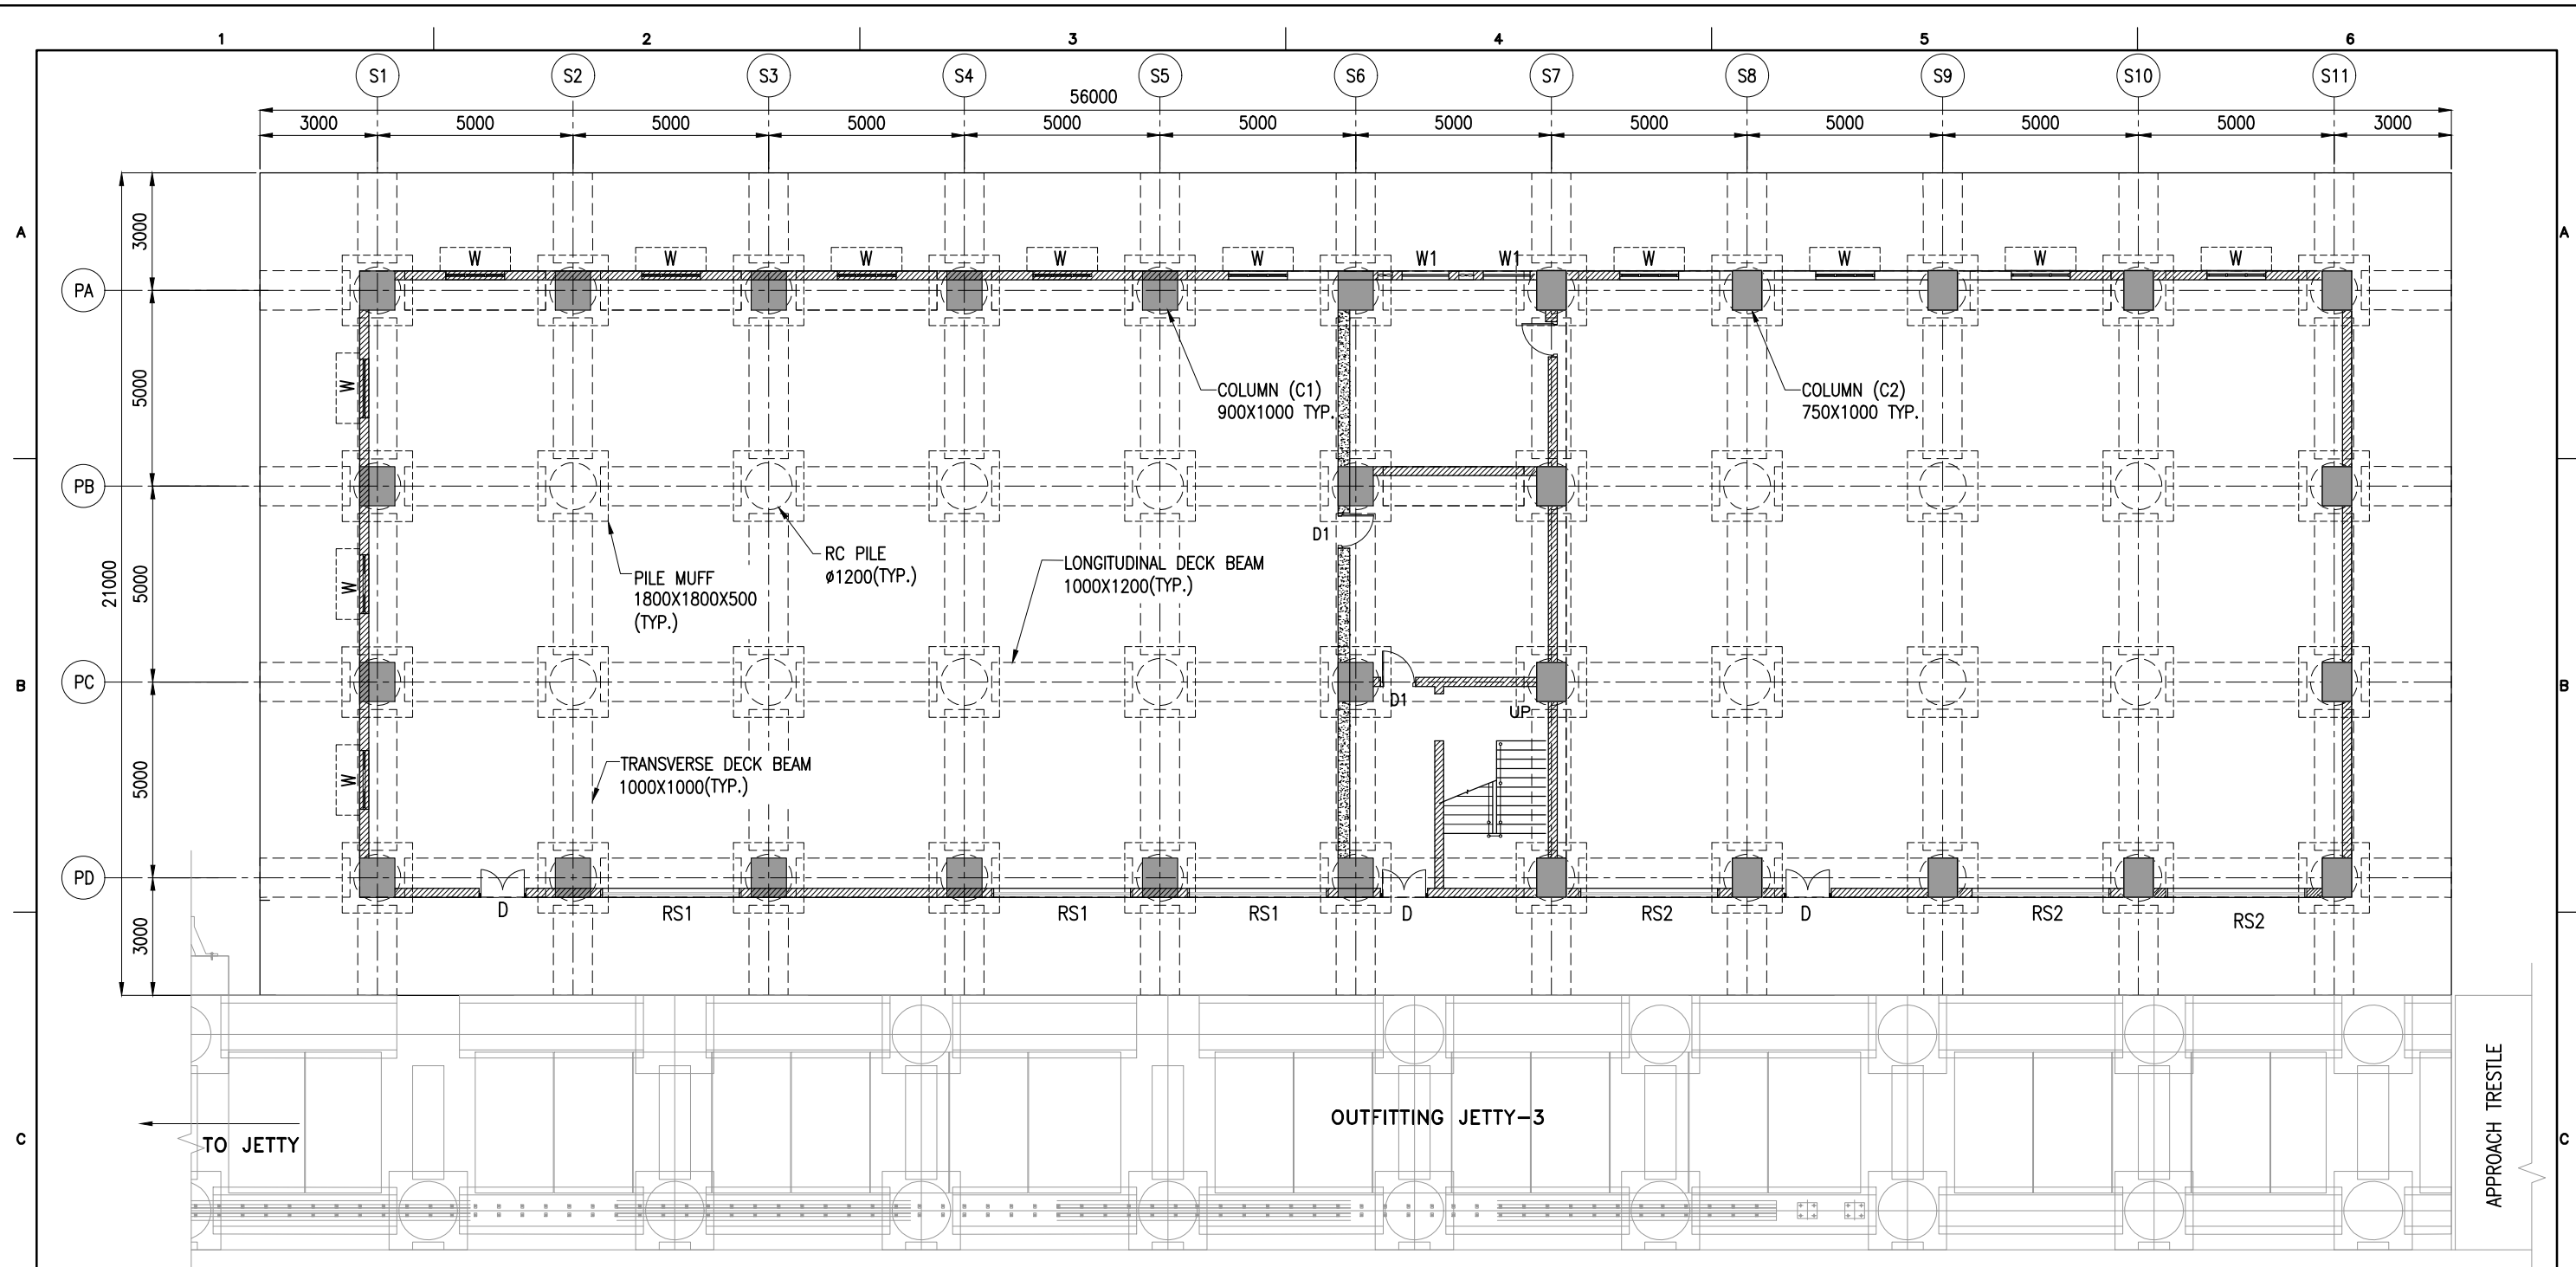 1 2 3 4 5 6
S1 S2 S3 S4 S5 S6 S7 S8 S9 S10 S11
56000
3000 5000 5000 5000 5000 5000 5000 5000 5000 5000 5000 3000
A 3000 A
W W W W W W1 W1 W W W W
PA
5000
W
COLUMN (C1)
900X1000 TYP.
COLUMN (C2)
750X1000 TYP.
PB
D1
RC PILE
ø1200(TYP.)
LONGITUDINAL DECK BEAM
1000X1200(TYP.)
PILE MUFF
1800X1800X500
(TYP.)
21000
5000
W
B PC B
D1
UP
TRANSVERSE DECK BEAM
1000X1000(TYP.)
5000
W
PD
D RS1 RS1 RS1 D RS2 D RS2 RS2
3000
OUTFITTING JETTY-3
TO JETTY
APPROACH TRESTLE
C C